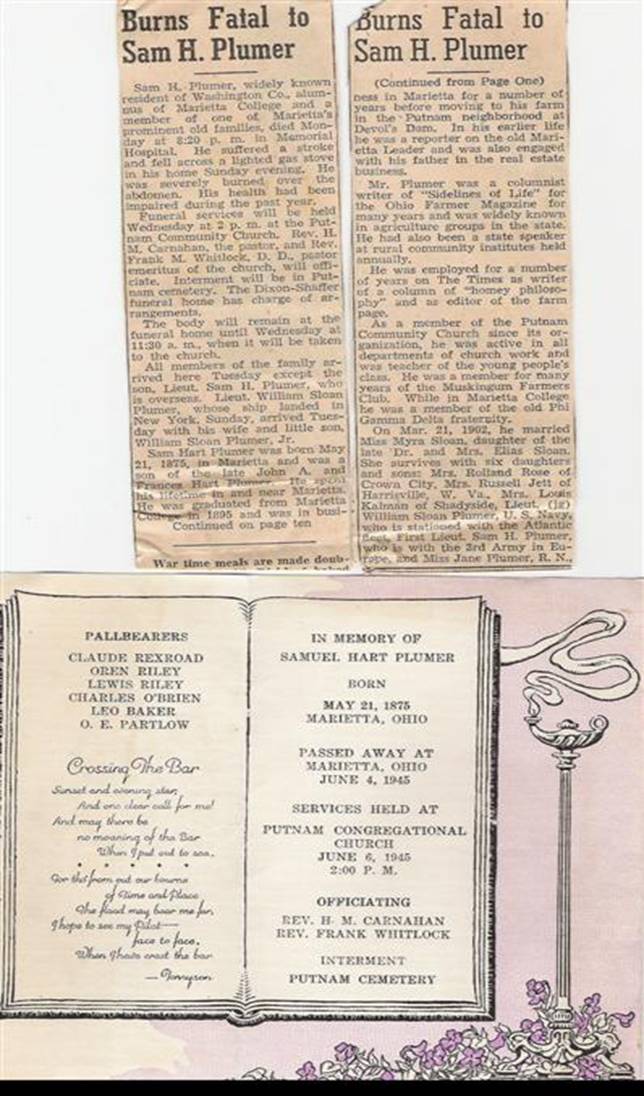 Burns Fatal to
Sam H. Plumer
Sam H. Plumer, widely known
resident of Washington Co., alum-
nus of Marietta College and a
member of one of Marietta's
prominent old families, died Mon-
day at 8:20 p. m. in Memorial
Hospital. He suffered a stroke
and fell across a lighted gas stove
in his home Sunday evening. He
was severely burned over the
abdomen. His health had been
impaired during the past year.
Funeral services will be held
Wednesday at 2 p. m. at the Put-
nam Community Church. Rev. H.
M. Carnahan, the pastor, and Rev.
Frank M. Whitlock, D. D., pastor
emeritus of the church, will offi-
ciate. Interment will be in Put-
nam cemetery. The Dixon-Shaffer
funeral home has charge of ar-
rangements.
The body will remain at the
funeral home until Wednesday at
11:30 a. m., when it will be taken
to the church.
All members of the family ar-
rived here Tuesday except the
son, Lieut. Sam H. Plumer, who
is overseas. Lieut. William Sloan
Plumer, whose ship landed in
New York, Sunday, arrived Tues-
day with his wife and little son,
William Sloan Plumer, Jr.
Sam Hart Plumer was born May
21, 1875, in Marietta and was a
son of the late John A. and
Frances Hart Plumer. He spent
his lifetime in and near Marietta.
He was graduated from Marietta
College in 1895 and was in busi-
Continued on page ten
War time meals are made doub-
Burns Fatal to
Sam H. Plumer
(Continued from Page One)
ness in Marietta for a number of
years before moving to his farm
in the Putnam neighborhood at
Devol's Dam. In his earlier life
he was a reporter on the old Mari-
etta Leader and was also engaged
with his father in the real estate
business.
Mr. Plumer was a columnist
writer of "Sidelines of Life" for
the Ohio Farmer Magazine for
many years and was widely known
in agriculture groups in the state.
He had also been a state speaker
at rural community institutes held
annually.
He was employed for a number
of years on The Times as writer
of a column of "homey philoso-
phy" and as editor of the farm
page.
As a member of the Putnam
Community Church since its or-
ganization, he was active in all
departments of church work and
was teacher of the young people's
class. He was a member for many
years of the Muskingum Farmers
Club. While in Marietta College
he was a member of the old Phi
Gamma Delta fraternity.
On Mar. 21, 1902, he married
Miss Myra Sloan, daughter of the
late Dr. and Mrs. Elias Sloan.
She survives with six daughters
and sons: Mrs. Rolland Rose of
Crown City, Mrs. Russell Jett of
Harrisville, W. Va., Mrs. Louis
Kalman of Shadyside, Lieut. (jg)
William Sloan Plumer, U. S. Navy,
who is stationed with the Atlantic
fleet, First Lieut. Sam H. Plumer,
who is with the 3rd Army in Eu-
rope, and Miss Jane Plumer, R. N.,
PALLBEARERS
CLAUDE REXROAD
OREN RILEY
LEWIS RILEY
CHARLES O'BRIEN
LEO BAKER
O. E. PARTLOW
Crossing The Bar
Sunset and evening star,
And one clear call for me!
And may there be
no moaning of the Bar
When I put out to sea.
* * * * * *
For tho' from out our bourne
of Time and Place
The flood may bear me far,
I hope to see my Pilot—
face to face,
When I have crost the bar
— Tennyson
IN MEMORY OF
SAMUEL HART PLUMER
BORN
MAY 21, 1875
MARIETTA, OHIO
PASSED AWAY AT
MARIETTA, OHIO
JUNE 4, 1945
SERVICES HELD AT
PUTNAM CONGREGATIONAL
CHURCH
JUNE 6, 1945
2:00 P. M.
OFFICIATING
REV. H. M. CARNAHAN
REV. FRANK WHITLOCK
INTERMENT
PUTNAM CEMETERY